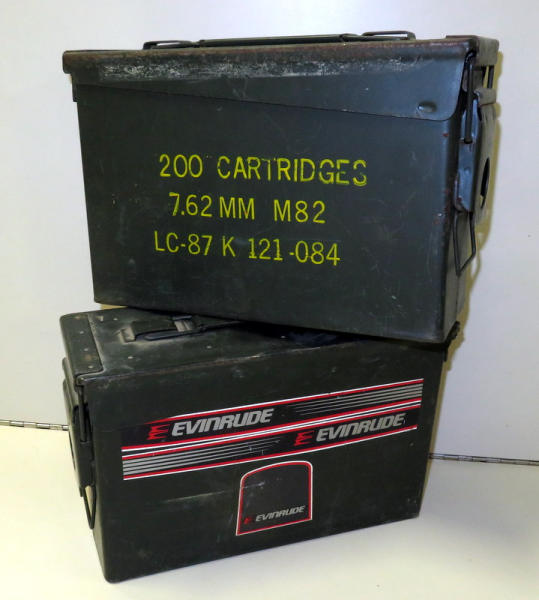 200 CARTRIDGES
7.62 MM M82
LC-87 K 121-084
EVINRUDE
EVINRUDE
EVINRUDE